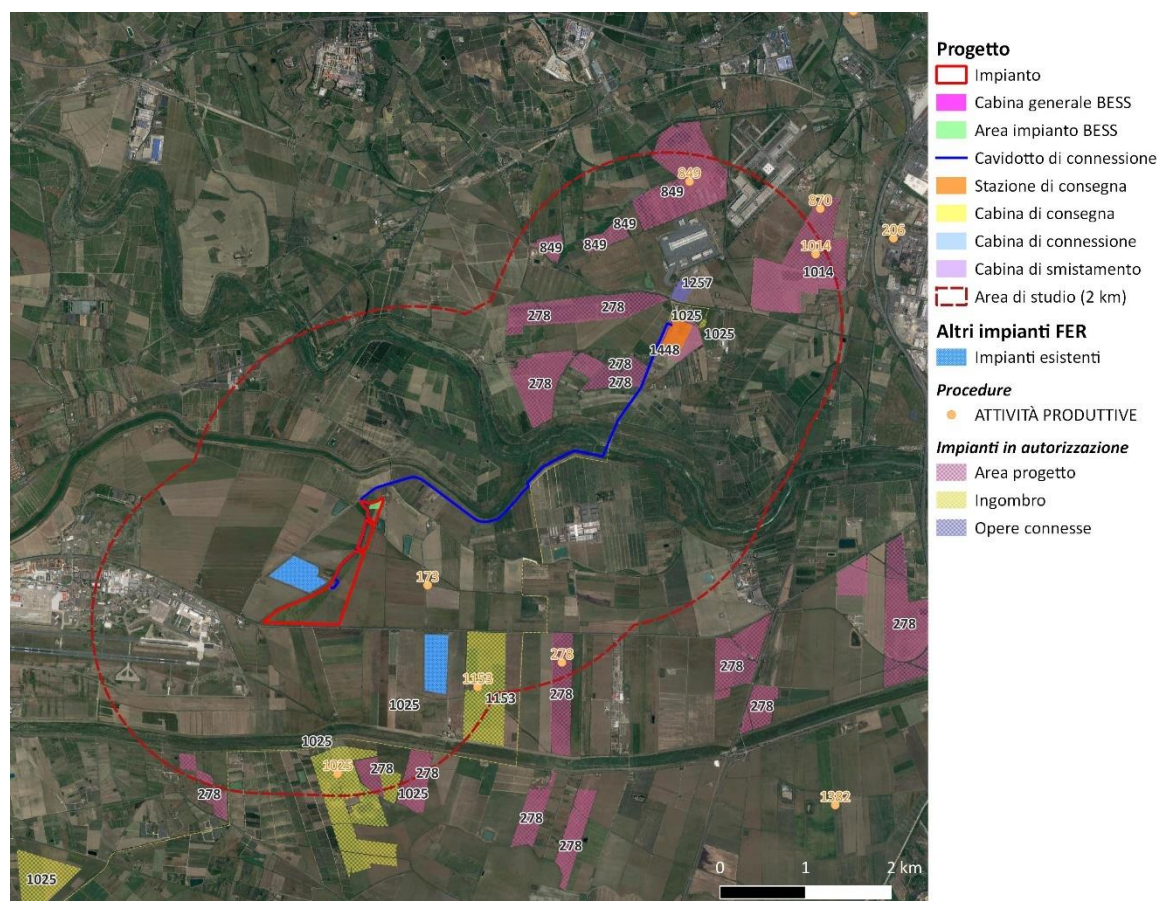 849
849
849
849
870
206
1014
1014
1257
278
278
1025
1025
1448
278
278
278
173
278
1153
1153
278
278
278
278
1025
1025
1025
278
278
278
1025
1382
278
278
1025
0 1 2 km
Progetto
Impianto
Cabina generale BESS
Area impianto BESS
Cavidotto di connessione
Stazione di consegna
Cabina di consegna
Cabina di connessione
Cabina di smistamento
Area di studio (2 km)
Altri impianti FER
Impianti esistenti
Procedure
ATTIVITÀ PRODUTTIVE
Impianti in autorizzazione
Area progetto
Ingombro
Opere connesse